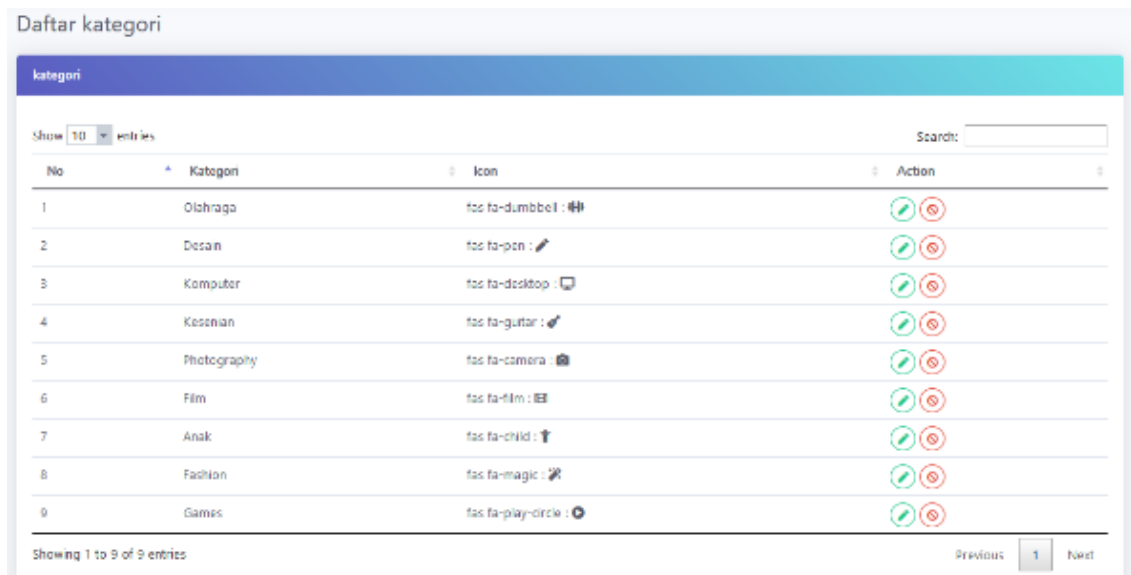 Daftar kategori
kategori
Show 10 entries Search:
No Kategori Icon Action
1 Olahraga fas fa-dumbbell :
2 Desain fas fa-pen :
3 Komputer fas fa-desktop :
4 Kesenian fas fa-guitar :
5 Photography fas fa-camera :
6 Film fas fa-film :
7 Anak fas fa-child :
8 Fashion fas fa-magic :
9 Games fas fa-play-circle :
Showing 1 to 9 of 9 entries Previous 1 Next